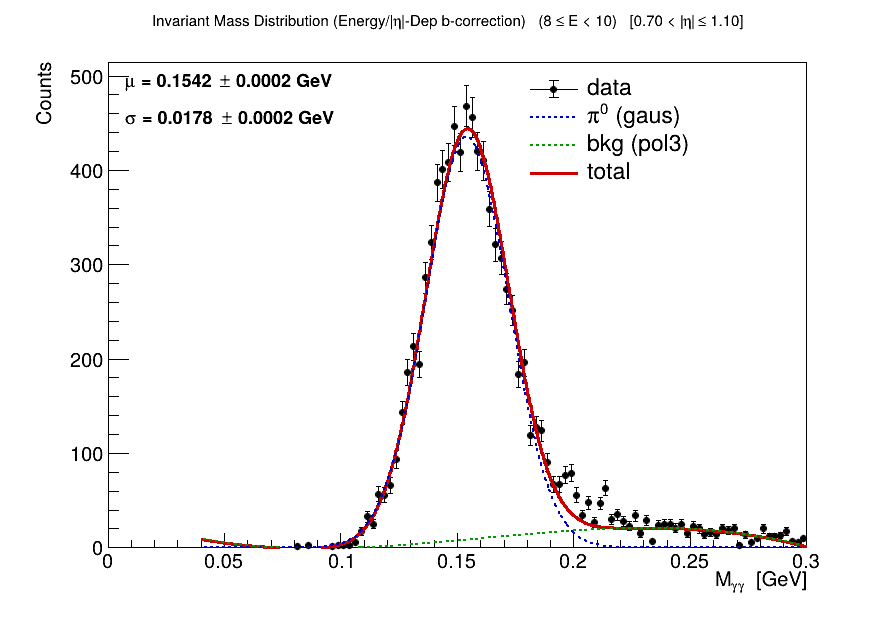 Invariant Mass Distribution (Energy/|η|-Dep b-correction) (8 ≤ E < 10) [0.70 < |η| ≤ 1.10]
Counts
μ = 0.1542 ± 0.0002 GeV
σ = 0.0178 ± 0.0002 GeV
data
π⁰ (gaus)
bkg (pol3)
total
500
400
300
200
100
0
0 0.05 0.1 0.15 0.2 0.25 0.3
Mγγ [GeV]